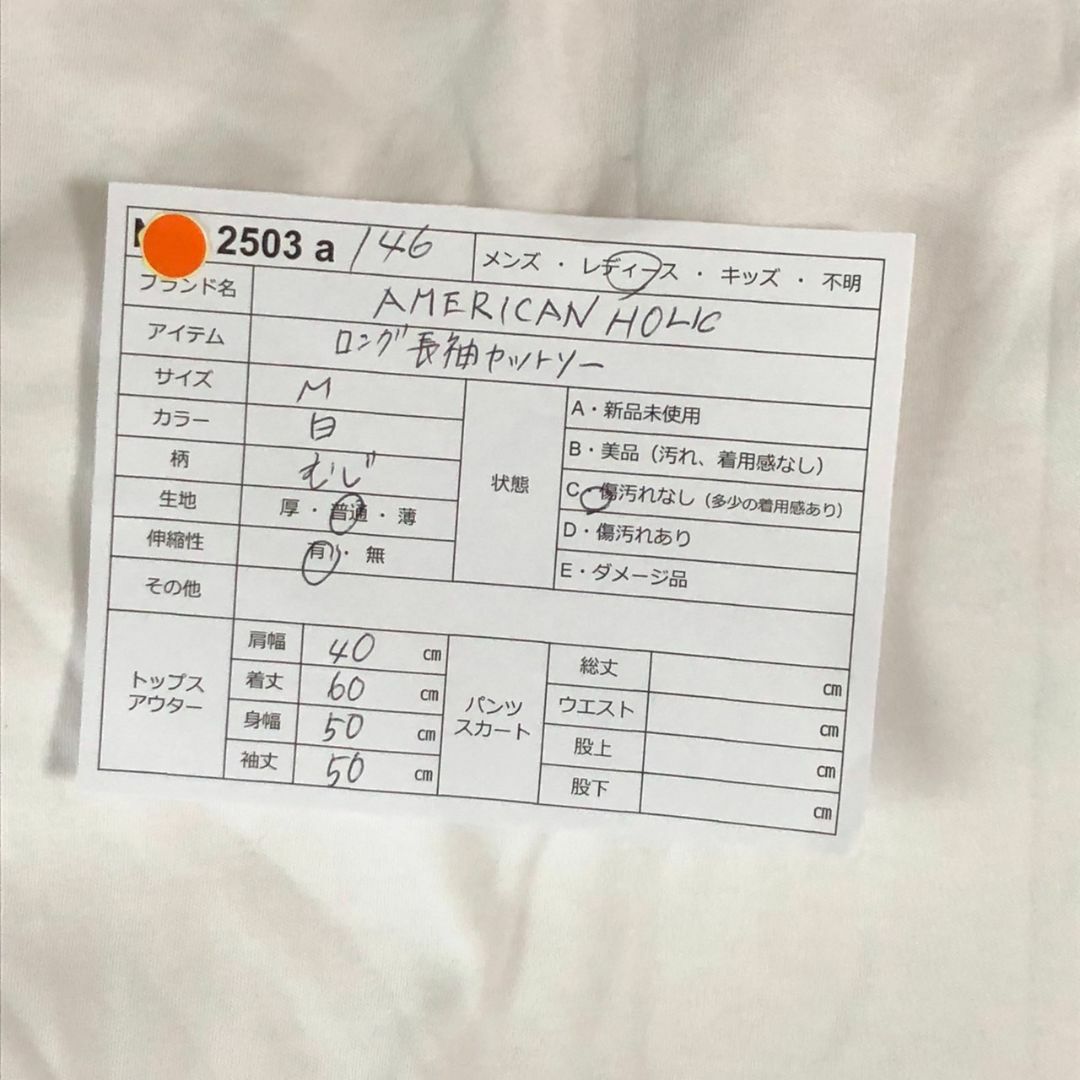 2503 a 146 メンズ ・ レディース ・ キッズ ・ 不明
ブランド名 AMERICAN HOLIC
アイテム ロング長袖カットソー
サイズ M
カラー 白
柄 むじ
生地 厚 ・ 普通 ・ 薄
伸縮性 有り ・ 無
状態
A・新品未使用
B・美品（汚れ、着用感なし）
C・傷汚れなし（多少の着用感あり）
D・傷汚れあり
E・ダメージ品
その他
トップス
アウター
肩幅 40 ㎝
着丈 60 ㎝
身幅 50 ㎝
袖丈 50 ㎝
パンツ
スカート
総丈 ㎝
ウエスト ㎝
股上 ㎝
股下 ㎝